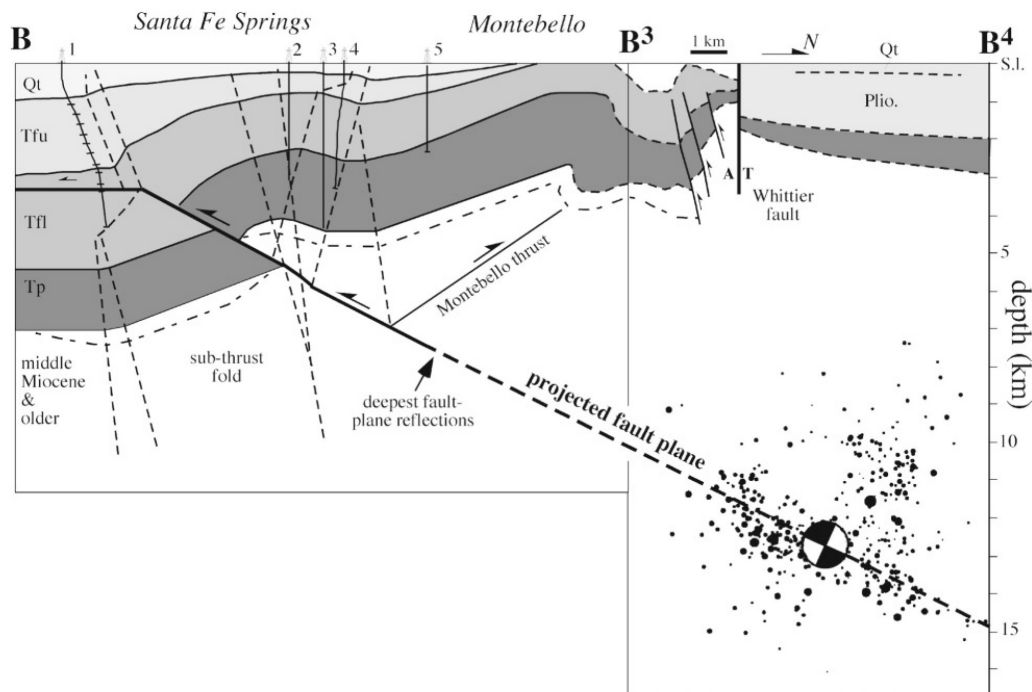 Santa Fe Springs
Montebello
B
1
2
3
4
5
B³
1 km
N
Qt
B⁴
S.l.
Qt
Plio.
Tfu
A
T
Whittier
fault
Tfl
Montebello thrust
5
Tp
middle
Miocene
&
older
sub-thrust
fold
deepest fault-
plane reflections
projected fault plane
depth (km)
10
15